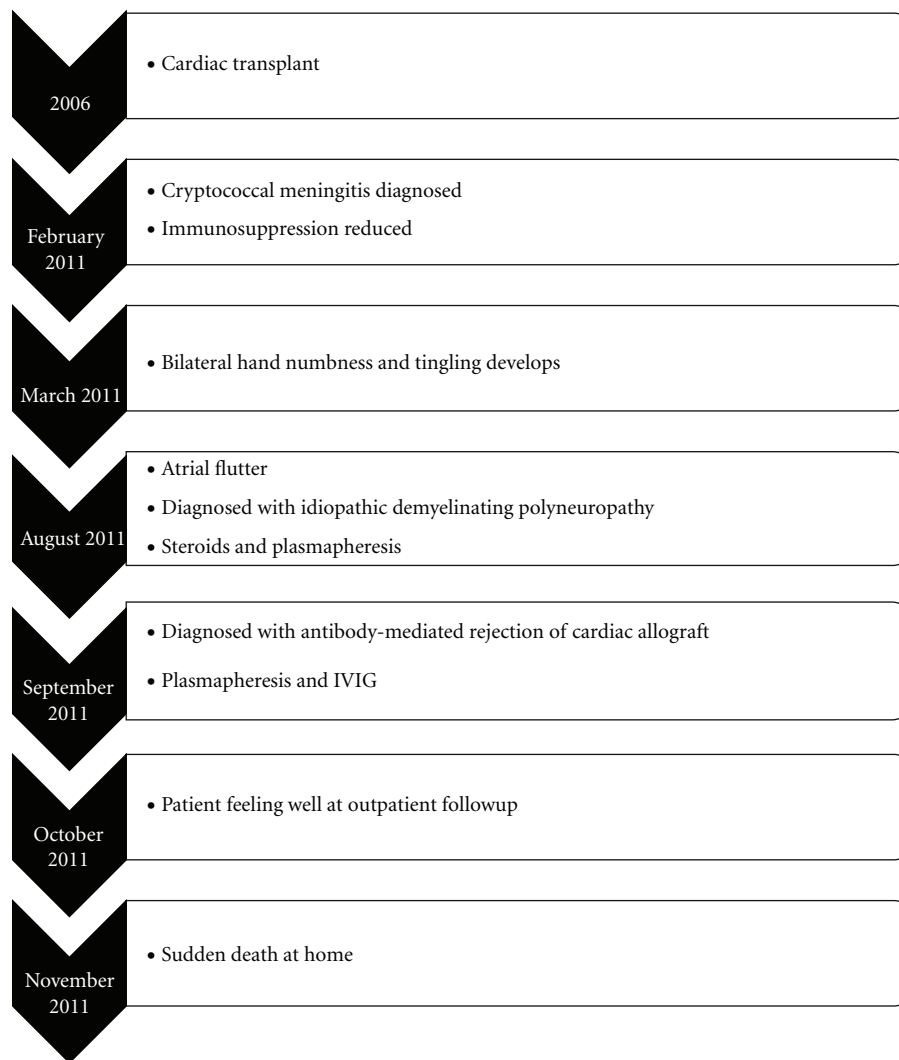 2006
• Cardiac transplant
February
2011
• Cryptococcal meningitis diagnosed
• Immunosuppression reduced
March 2011
• Bilateral hand numbness and tingling develops
August 2011
• Atrial flutter
• Diagnosed with idiopathic demyelinating polyneuropathy
• Steroids and plasmapheresis
September
2011
• Diagnosed with antibody-mediated rejection of cardiac allograft
• Plasmapheresis and IVIG
October
2011
• Patient feeling well at outpatient followup
November
2011
• Sudden death at home